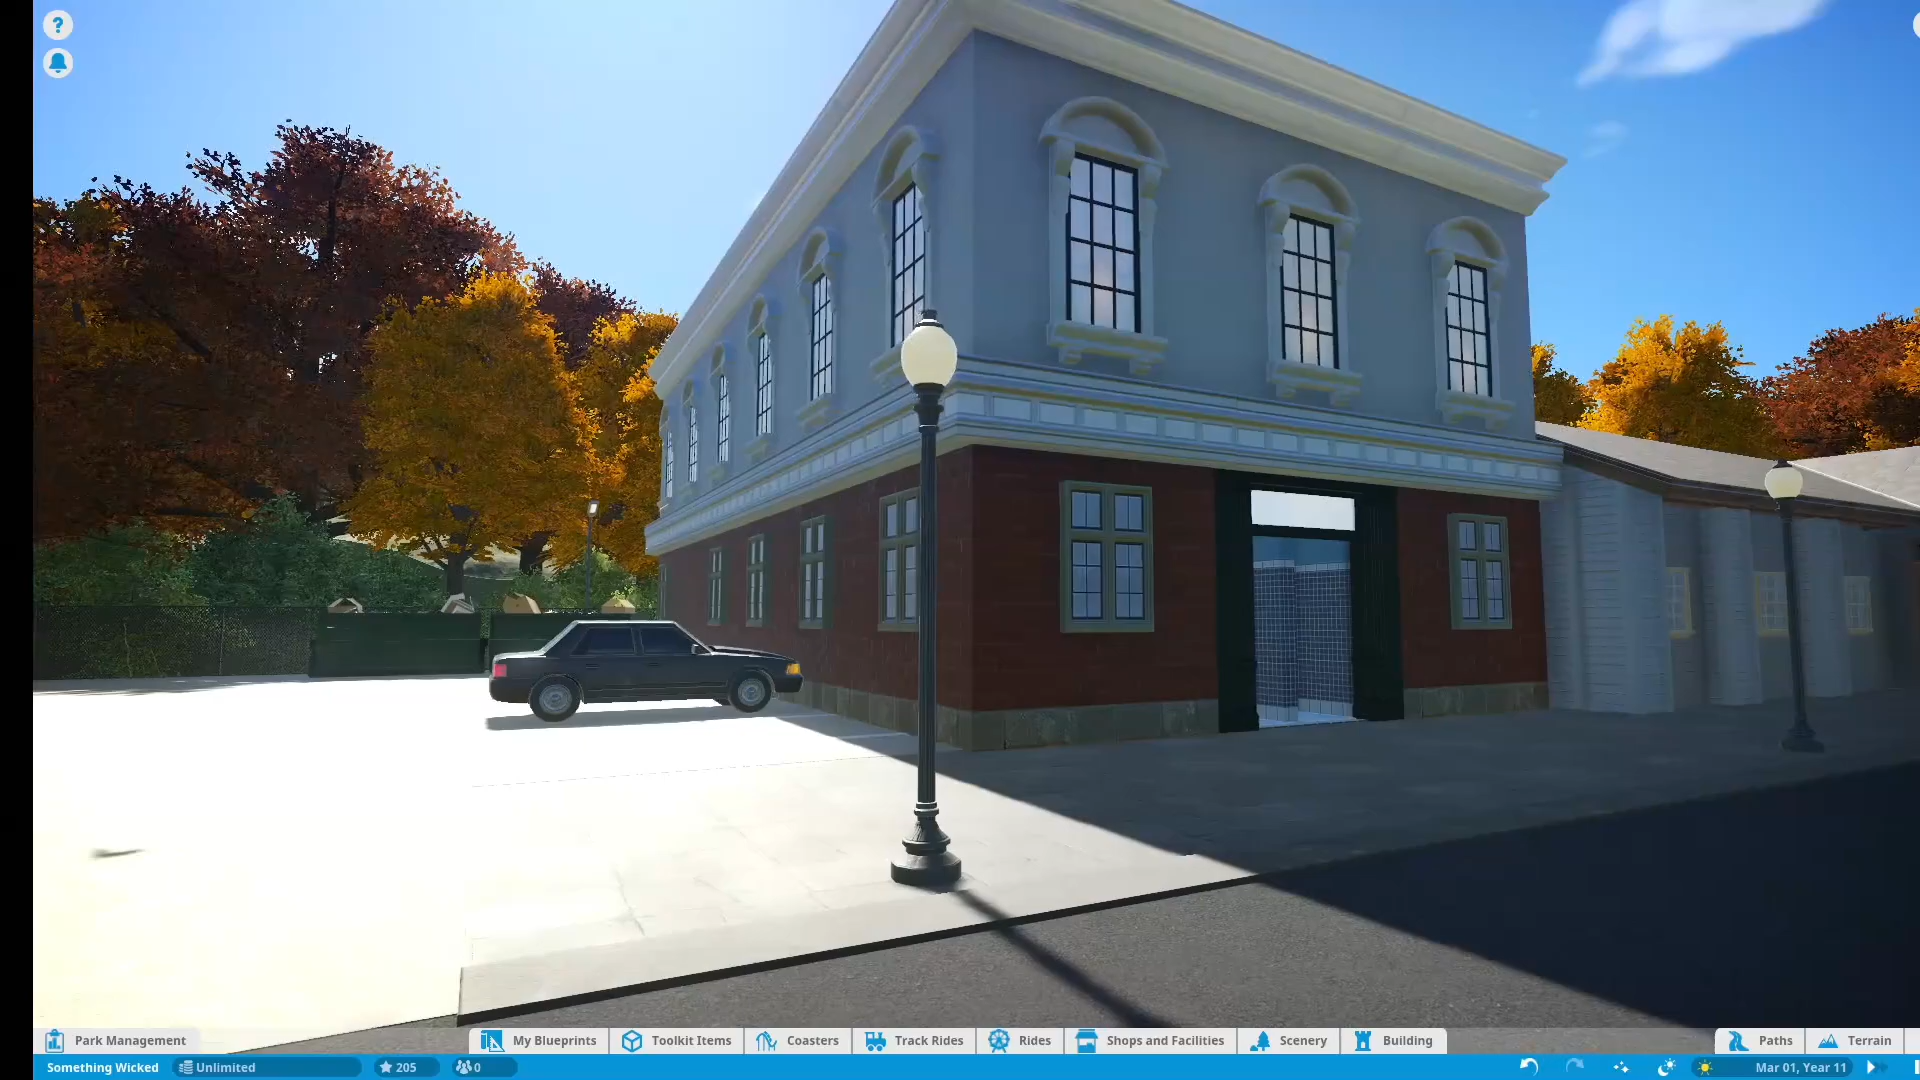 ?
Park Management
My Blueprints
Toolkit Items
Coasters
Track Rides
Rides
Shops and Facilities
Scenery
Building
Paths
Terrain
Something Wicked
Unlimited
205
0
Mar 01, Year 11